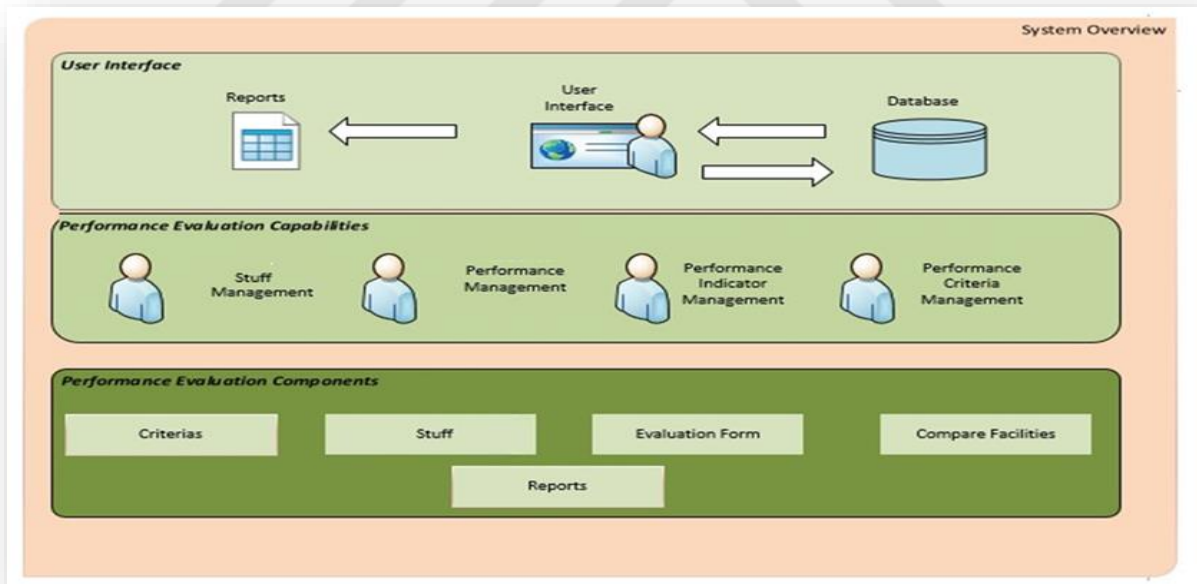 System Overview
User Interface
Reports
User
Interface
Database
Performance Evaluation Capabilities
Stuff
Management
Performance
Management
Performance
Indicator
Management
Performance
Criteria
Management
Performance Evaluation Components
Criterias
Stuff
Evaluation Form
Compare Facilities
Reports